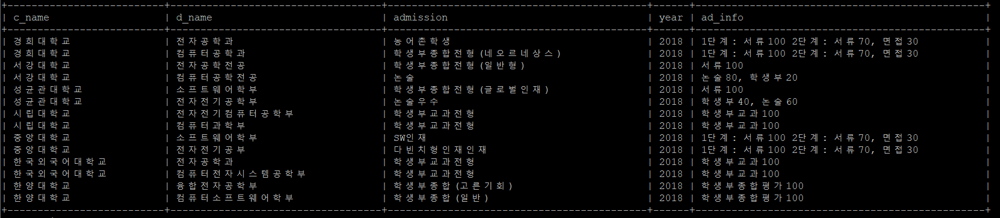 +--------------------------+-----------------------------------+-------------------------------------------+------+------------------------------------------------+
| c_name | d_name | admission | year | ad_info |
+--------------------------+-----------------------------------+-------------------------------------------+------+------------------------------------------------+
| 경희대학교 | 전자공학과 | 농어촌학생 | 2018 | 1단계: 서류100 2단계: 서류70, 면접30 |
| 경희대학교 | 컴퓨터공학과 | 학생부종합전형(네오르네상스) | 2018 | 1단계: 서류100 2단계: 서류70, 면접30 |
| 서강대학교 | 전자공학전공 | 학생부종합전형(일반형) | 2018 | 서류100 |
| 서강대학교 | 컴퓨터공학전공 | 논술 | 2018 | 논술80, 학생부20 |
| 성균관대학교 | 소프트웨어학부 | 학생부종합전형(글로벌인재) | 2018 | 서류100 |
| 성균관대학교 | 전자전기공학부 | 논술우수 | 2018 | 학생부40, 논술60 |
| 시립대학교 | 전자전기컴퓨터공학부 | 학생부교과전형 | 2018 | 학생부교과100 |
| 시립대학교 | 컴퓨터과학부 | 학생부교과전형 | 2018 | 학생부교과100 |
| 중앙대학교 | 소프트웨어학부 | SW인재 | 2018 | 1단계: 서류100 2단계: 서류70, 면접30 |
| 중앙대학교 | 전자전기공부 | 다빈치형인재인재 | 2018 | 1단계: 서류100 2단계: 서류70, 면접30 |
| 한국외국어대학교 | 전자공학과 | 학생부교과전형 | 2018 | 학생부교과100 |
| 한국외국어대학교 | 컴퓨터전자시스템공학부 | 학생부교과전형 | 2018 | 학생부교과100 |
| 한양대학교 | 융합전자공학부 | 학생부종합(고른기회) | 2018 | 학생부종합평가100 |
| 한양대학교 | 컴퓨터소프트웨어학부 | 학생부종합(일반) | 2018 | 학생부종합평가100 |
+--------------------------+-----------------------------------+-------------------------------------------+------+------------------------------------------------+